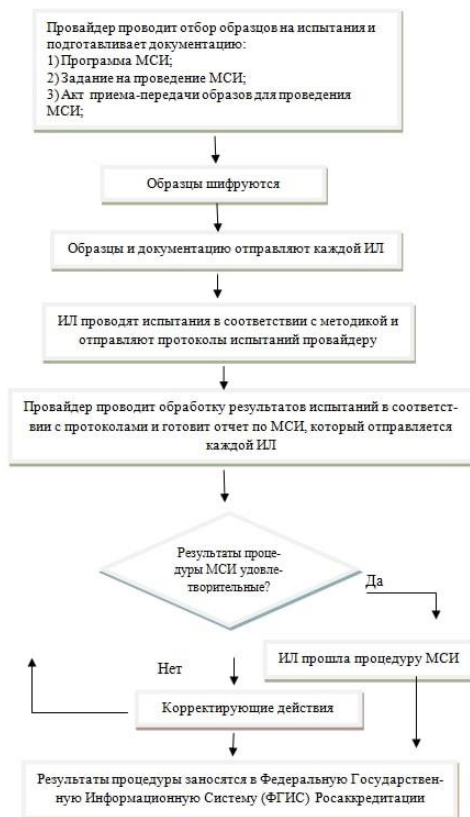 Провайдер проводит отбор образцов на испытания и
подготавливает документацию:
1) Программа МСИ;
2) Задание на проведение МСИ;
3) Акт приема-передачи образов для проведения
МСИ;
Образцы шифруются
Образцы и документацию отправляют каждой ИЛ
ИЛ проводят испытания в соответствии с методикой и
отправляют протоколы испытаний провайдеру
Провайдер проводит обработку результатов испытаний в соответст-
вии с протоколами и готовит отчет по МСИ, который отправляется
каждой ИЛ
Результаты проце-
дуры МСИ удовле-
творительные?
Да
ИЛ прошла процедуру МСИ
Нет
Корректирующие действия
Результаты процедуры заносятся в Федеральную Государствен-
ную Информационную Систему (ФГИС) Росаккредитации